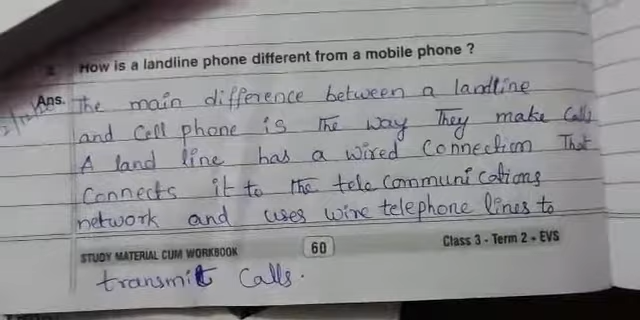 How is a landline phone different from a mobile phone ?
Ans. The main difference between a landline
and Cell phone is The way They make Calls
A land line has a wired Connection That
Connects it to the tele communications
network and uses wire telephone lines to
STUDY MATERIAL CUM WORKBOOK 60 Class 3 - Term 2 • EVS
transmit Calls.